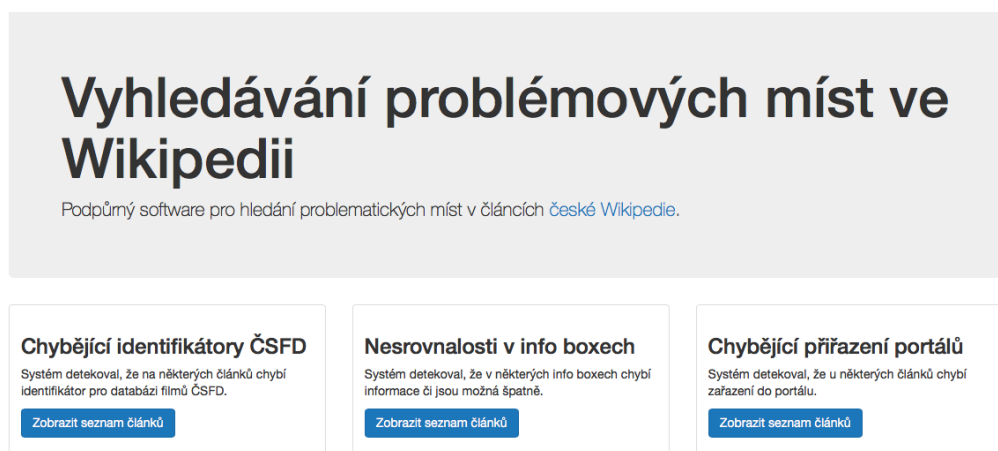 Vyhledávání problémových míst ve
Wikipedii
Podpůrný software pro hledání problematických míst v článcích české Wikipedie.
Chybějící identifikátory ČSFD
Systém detekoval, že na některých článků chybí
identifikátor pro databázi filmů ČSFD.
Zobrazit seznam článků
Nesrovnalosti v info boxech
Systém detekoval, že v některých info boxech chybí
informace či jsou možná špatně.
Zobrazit seznam článků
Chybějící přiřazení portálů
Systém detekoval, že u některých článků chybí
zařazení do portálu.
Zobrazit seznam článků